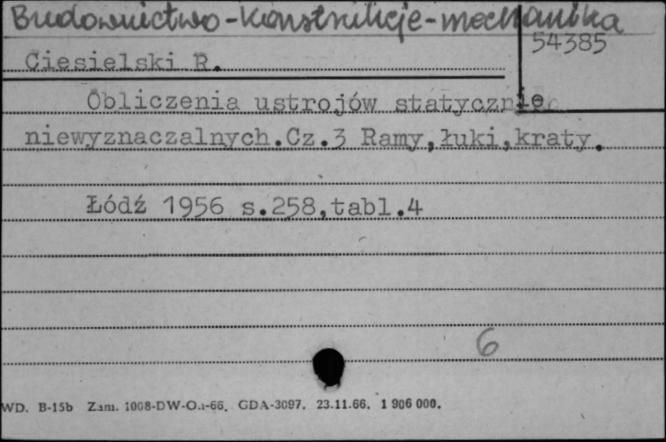 Budownictwo-Konstrukcje-mechanika
54385
Ciesielski R.
Obliczenia ustrojów statycznie
niewyznaczalnych.Cz.3 Ramy,łuki,kraty.
Łódź 1956 s.258,tabl.4
6
WD. B-15b Zam. 1008-DW-O.i-66. GDA-3097. 23.11.66. 1 906 000.